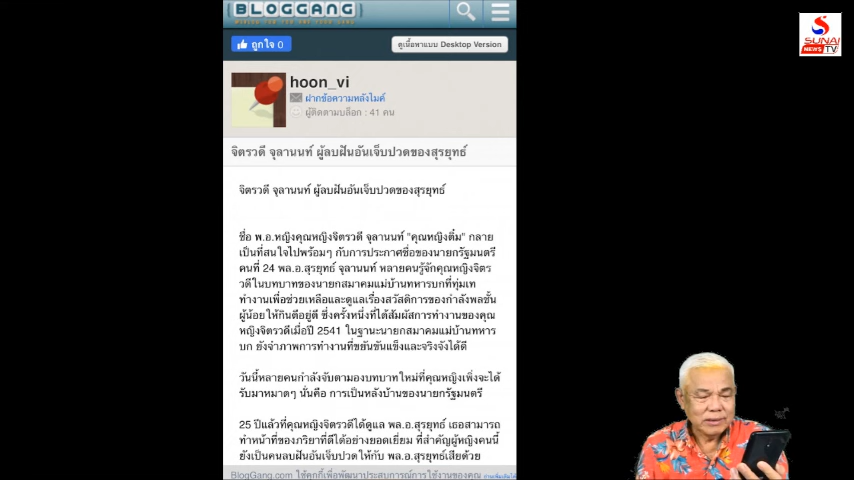 BLOGGANG
ถูกใจ 0
ดูเนื้อหาแบบ Desktop Version
SUNAI
NEWS TV
hoon_vi
ฝากข้อความหลังไมค์
ผู้ติดตามบล็อก : 41 คน
จิตรวดี จุลานนท์ ผู้ลบฝันอันเจ็บปวดของสุรยุทธ์
จิตรวดี จุลานนท์ ผู้ลบฝันอันเจ็บปวดของสุรยุทธ์
ชื่อ พ.อ.หญิงคุณหญิงจิตรวดี จุลานนท์ "คุณหญิงติ๋ม" กลาย
เป็นที่สนใจไปพร้อมๆ กับการประกาศชื่อของนายกรัฐมนตรี
คนที่ 24 พล.อ.สุรยุทธ์ จุลานนท์ หลายคนรู้จักคุณหญิงจิตร
วดีในบทบาทของนายกสมาคมแม่บ้านทหารบกที่ทุ่มเท
ทำงานเพื่อช่วยเหลือและดูแลเรื่องสวัสดิการของกำลังพลชั้น
ผู้น้อยให้กินดีอยู่ดี ซึ่งครั้งหนึ่งที่ได้สัมผัสการทำงานของคุณ
หญิงจิตรวดีเมื่อปี 2541 ในฐานะนายกสมาคมแม่บ้านทหาร
บก ยังจำภาพการทำงานที่ขยันขันแข็งและจริงจังได้ดี
วันนี้หลายคนกำลังจับตามองบทบาทใหม่ที่คุณหญิงเพิ่งจะได้
รับมาหมาดๆ นั่นคือ การเป็นหลังบ้านของนายกรัฐมนตรี
25 ปีแล้วที่คุณหญิงจิตรวดีได้ดูแล พล.อ.สุรยุทธ์ เธอสามารถ
ทำหน้าที่ของภริยาที่ดีได้อย่างยอดเยี่ยม ที่สำคัญผู้หญิงคนนี้
ยังเป็นคนลบฝันอันเจ็บปวด ให้กับ พล.อ.สุรยุทธ์เสียด้วย
BlogGang.com ใช้คุกกี้เพื่อพัฒนาประสบการณ์การใช้งานของคุณ อ่านเพิ่มเติมได้